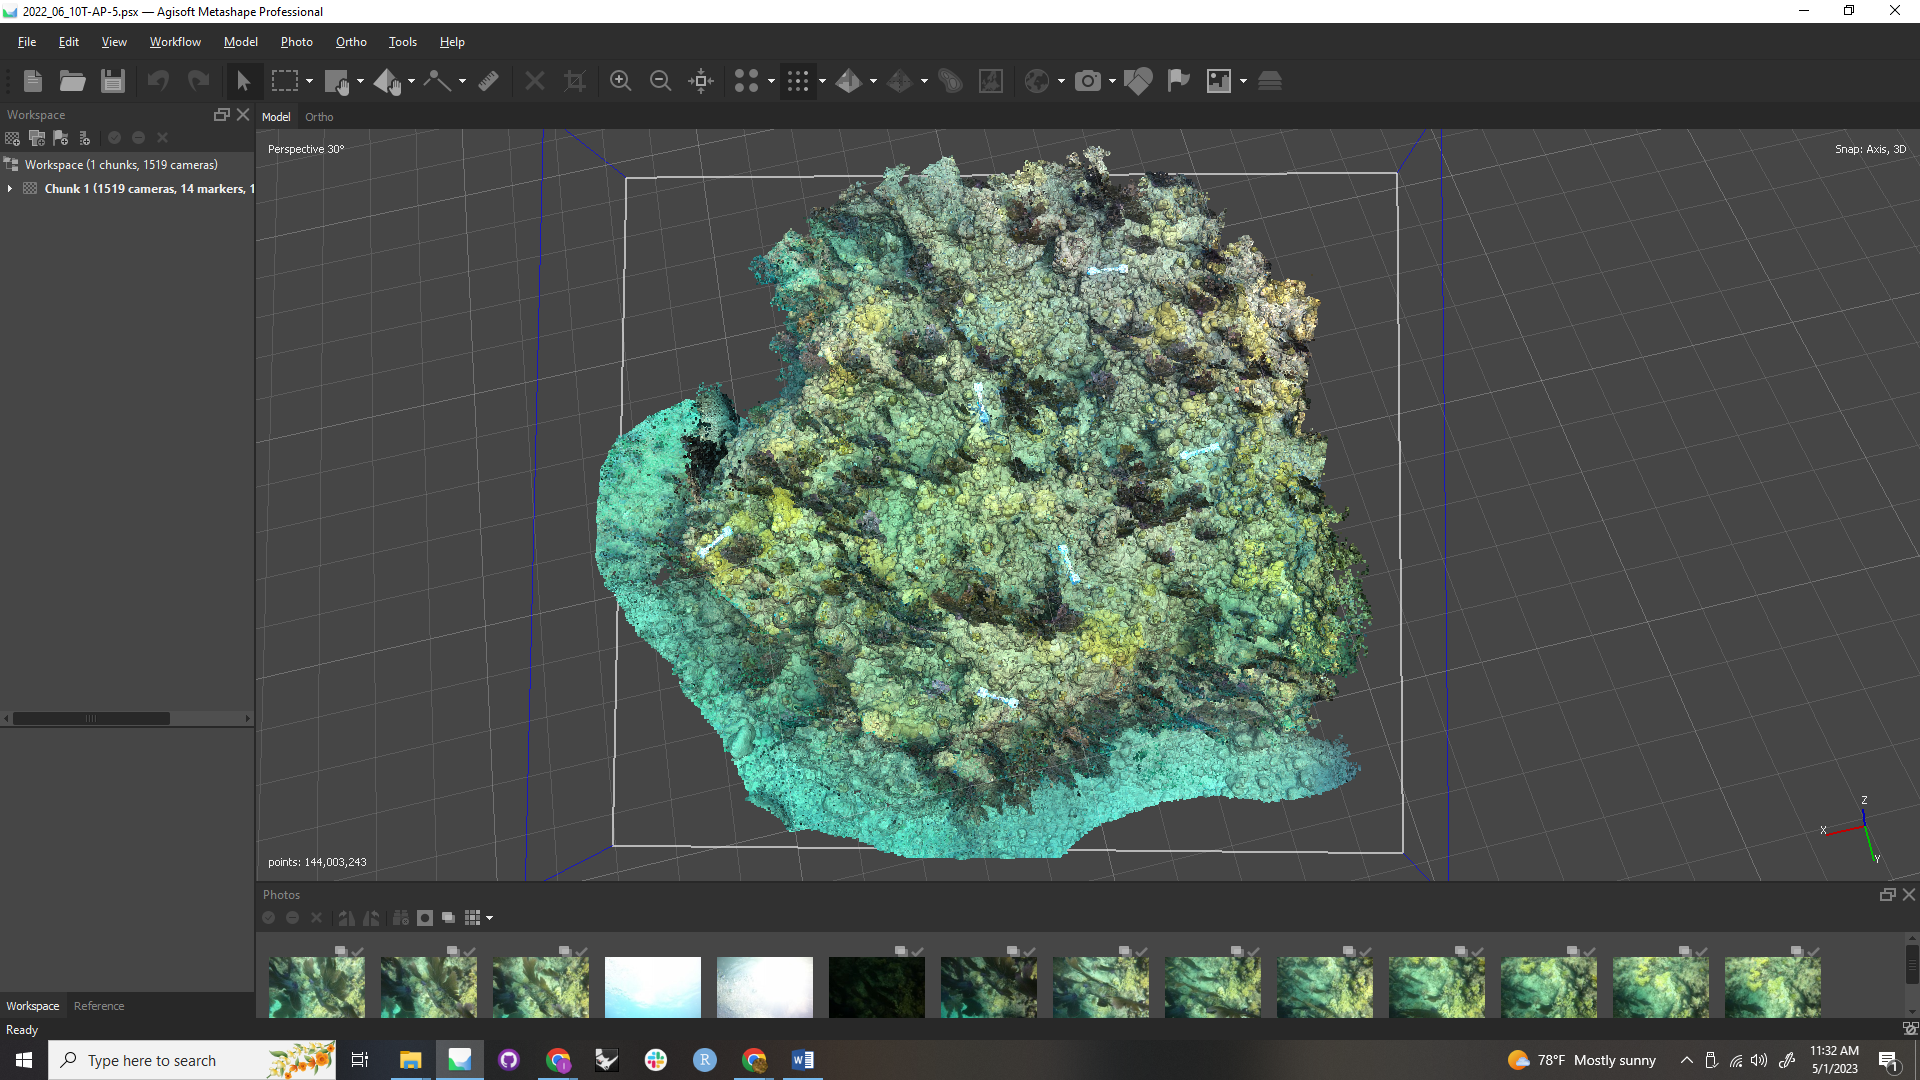 2022_06_10T-AP-5.psx — Agisoft Metashape Professional
File Edit View Workflow Model Photo Ortho Tools Help
Workspace
Model Ortho
Workspace (1 chunks, 1519 cameras)
Chunk 1 (1519 cameras, 14 markers, 1
Perspective 30°
Snap: Axis, 3D
points: 144,003,243
Z
X
Y
Photos
Workspace Reference
Ready
Type here to search
R
W
78°F Mostly sunny
11:32 AM
5/1/2023
1